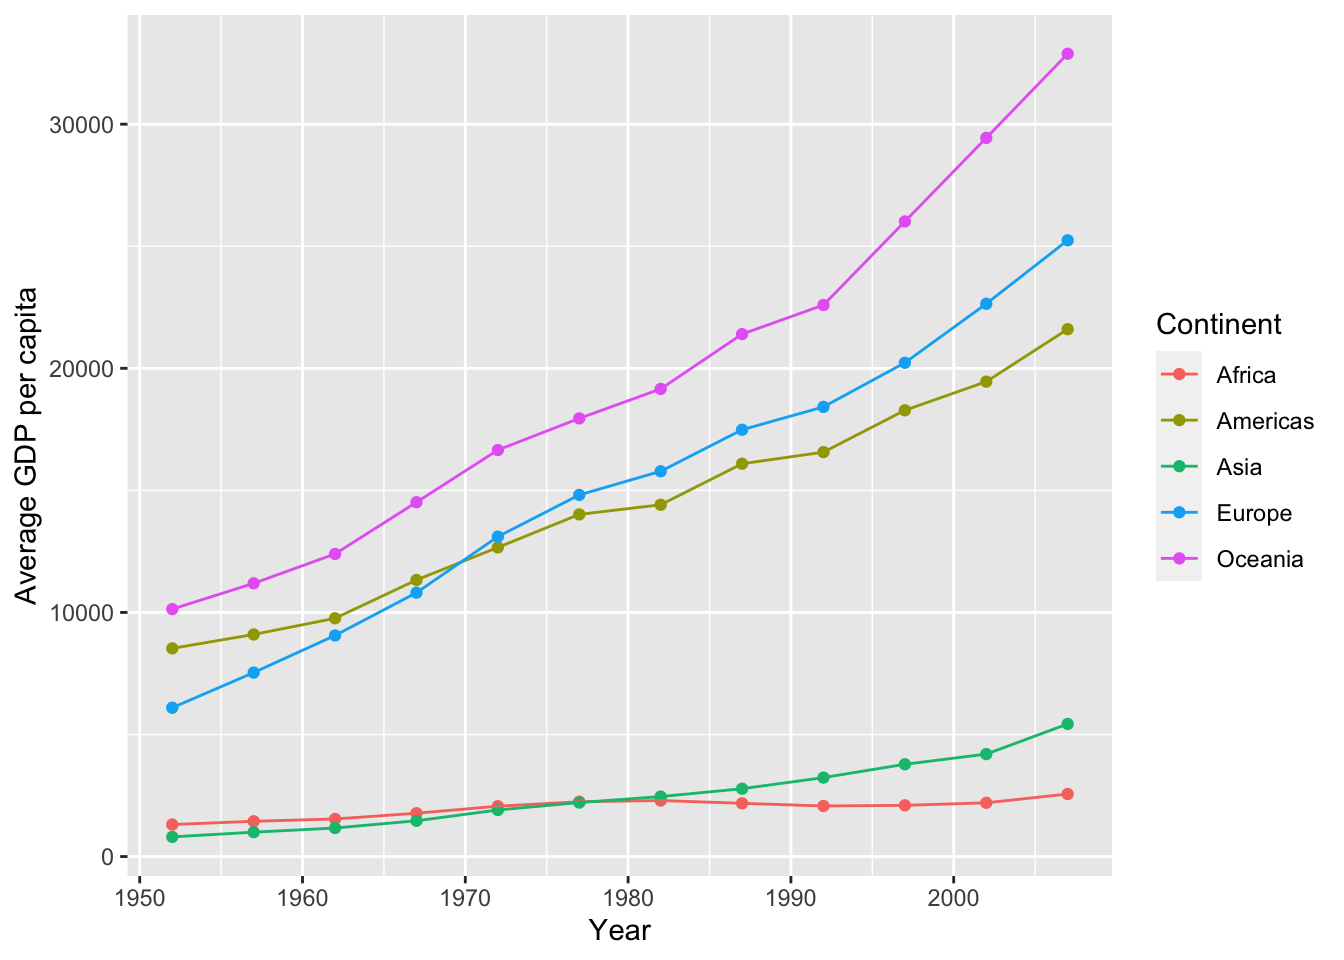 30000
20000
10000
0
Average GDP per capita
1950 1960 1970 1980 1990 2000
Year
Continent
Africa
Americas
Asia
Europe
Oceania